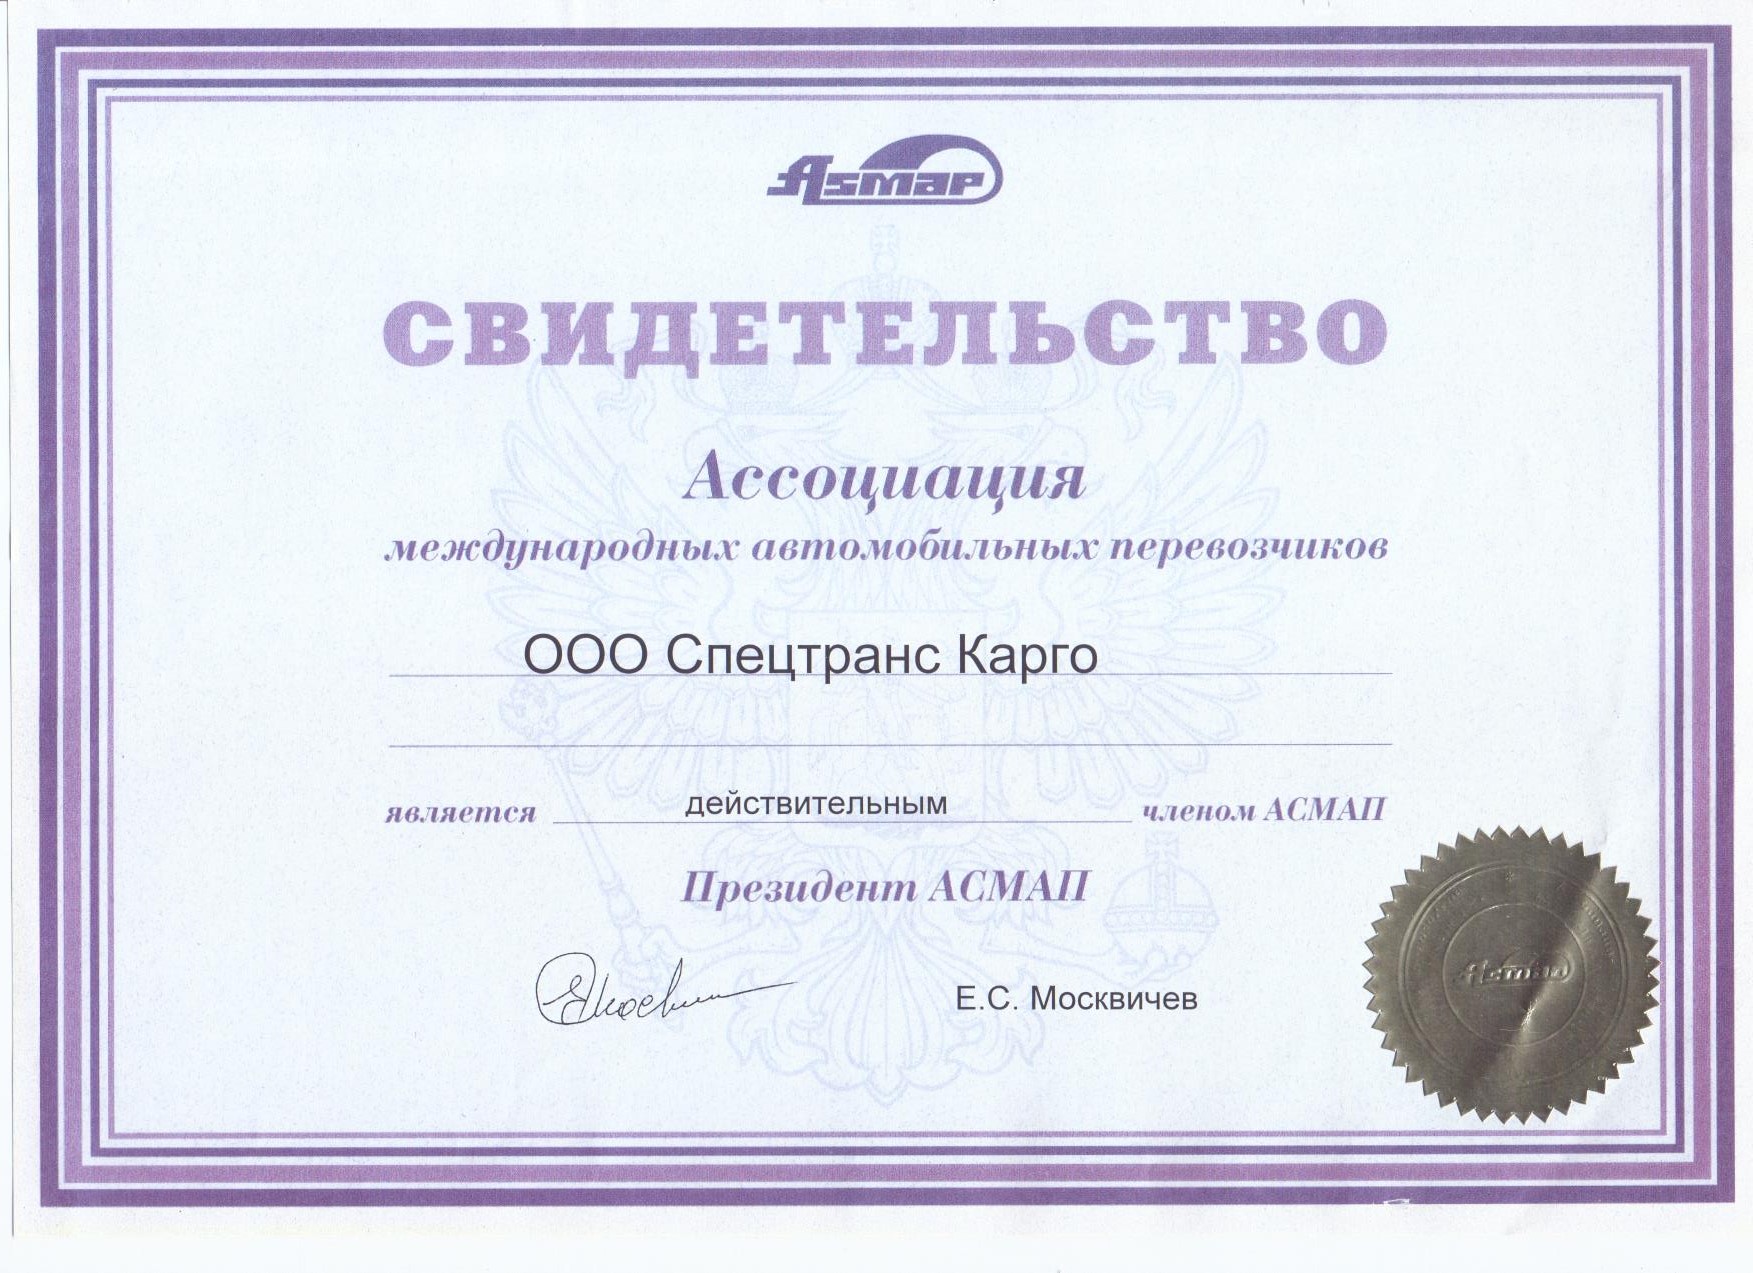 Asmap
СВИДЕТЕЛЬСТВО
Ассоциация
международных автомобильных перевозчиков
ООО Спецтранс Карго
является действительным членом АСМАП
Президент АСМАП
Е.С. Москвичев
Asmap